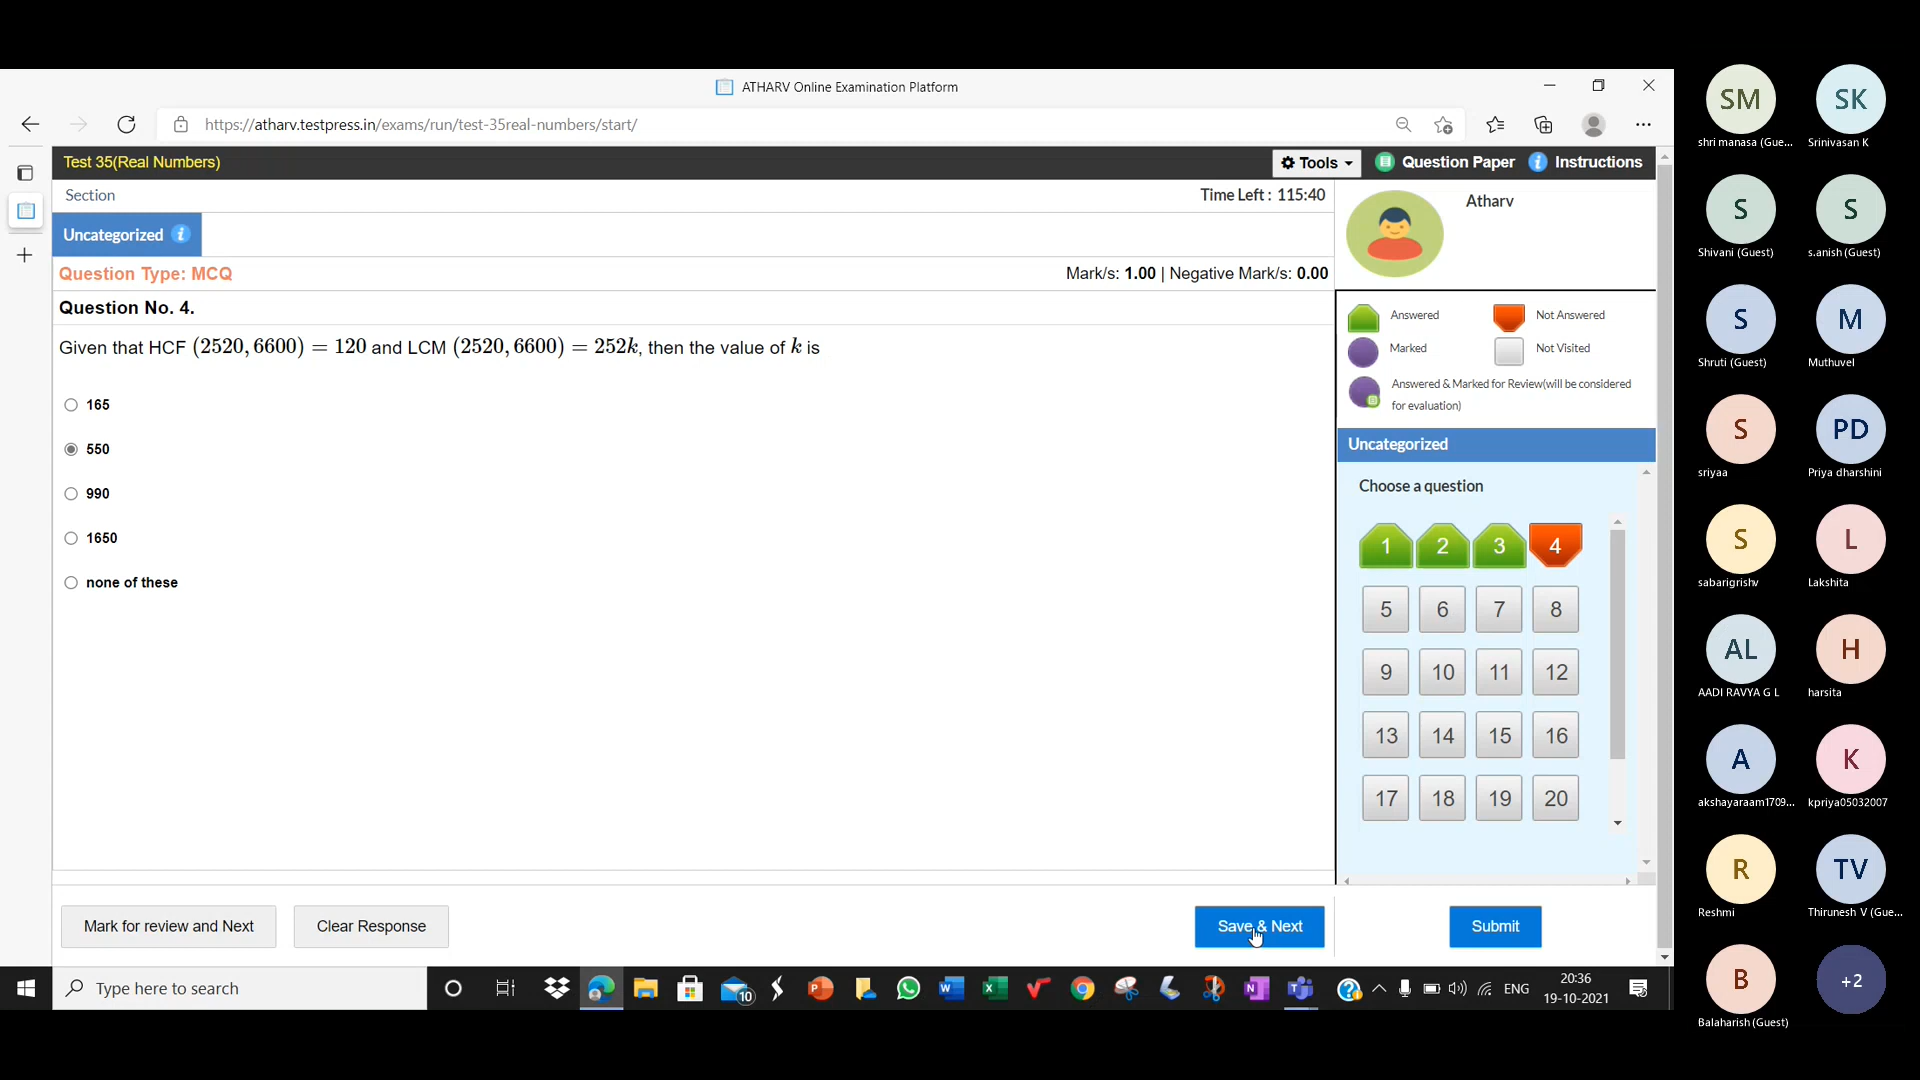 ATHARV Online Examination Platform
https://atharv.testpress.in/exams/run/test-35real-numbers/start/
Test 35(Real Numbers)
Tools
Question Paper
Instructions
Section
Time Left : 115:40
Atharv
Uncategorized
Question Type: MCQ
Mark/s: 1.00 | Negative Mark/s: 0.00
Question No. 4.
Given that HCF (2520, 6600) = 120 and LCM (2520, 6600) = 252k, then the value of k is
165
550
990
1650
none of these
Answered
Not Answered
Marked
Not Visited
Answered & Marked for Review(will be considered
for evaluation)
Uncategorized
Choose a question
1 2 3 4
5 6 7 8
9 10 11 12
13 14 15 16
17 18 19 20
Mark for review and Next
Clear Response
Save & Next
Submit
Type here to search
10
ENG
20:36
19-10-2021
SM SK
shri manasa (Gue... Srinivasan K
S S
Shivani (Guest) s.anish (Guest)
S M
Shruti (Guest) Muthuvel
S PD
sriyaa Priya dharshini
S L
sabarigrishv Lakshita
AL H
AADI RAVYA G L harsita
A K
akshayaraam1709... kpriya05032007
R TV
Reshmi Thirunesh V (Gue...
B +2
Balaharish (Guest)